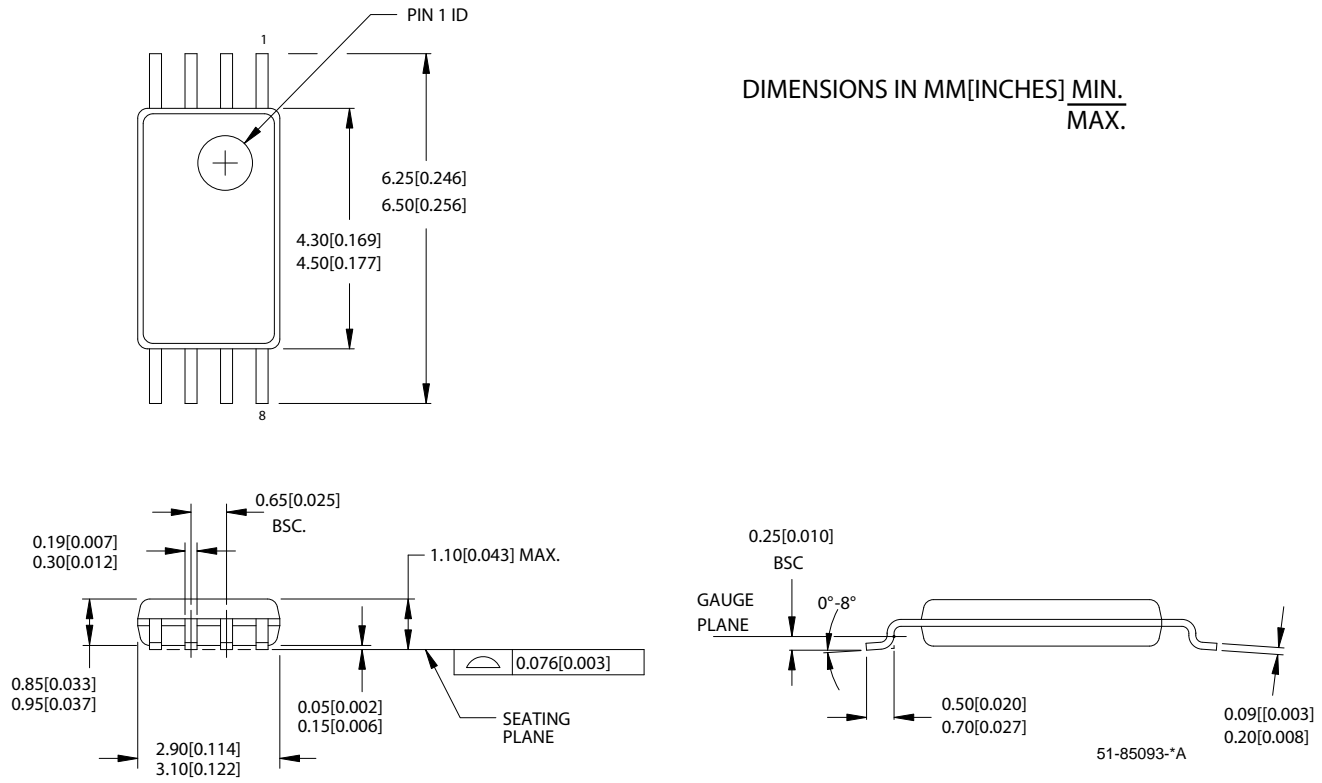 PIN 1 ID
1
DIMENSIONS IN MM[INCHES] MIN.
MAX.
6.25[0.246]
6.50[0.256]
4.30[0.169]
4.50[0.177]
8
0.65[0.025]
BSC.
0.19[0.007]
0.30[0.012]
1.10[0.043] MAX.
0.076[0.003]
0.85[0.033]
0.95[0.037]
0.05[0.002]
0.15[0.006]
SEATING
PLANE
2.90[0.114]
3.10[0.122]
0.25[0.010]
BSC
GAUGE
PLANE
0°-8°
0.50[0.020]
0.70[0.027]
0.09[[0.003]
0.20[0.008]
51-85093-*A